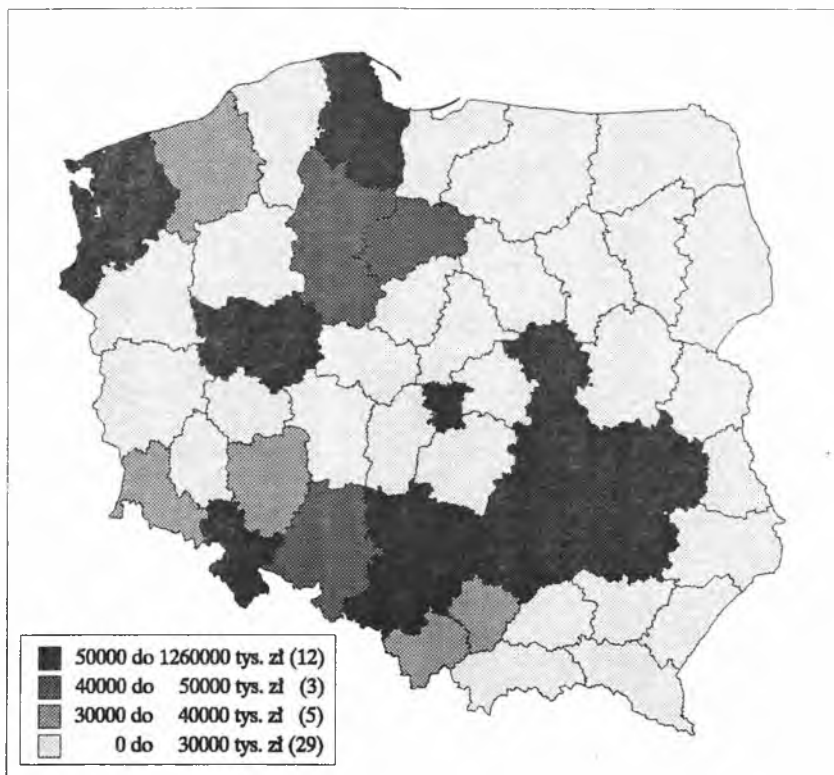 50000 do 1260000 tys. zł (12)
40000 do 50000 tys. zł (3)
30000 do 40000 tys. zł (5)
0 do 30000 tys. zł (29)